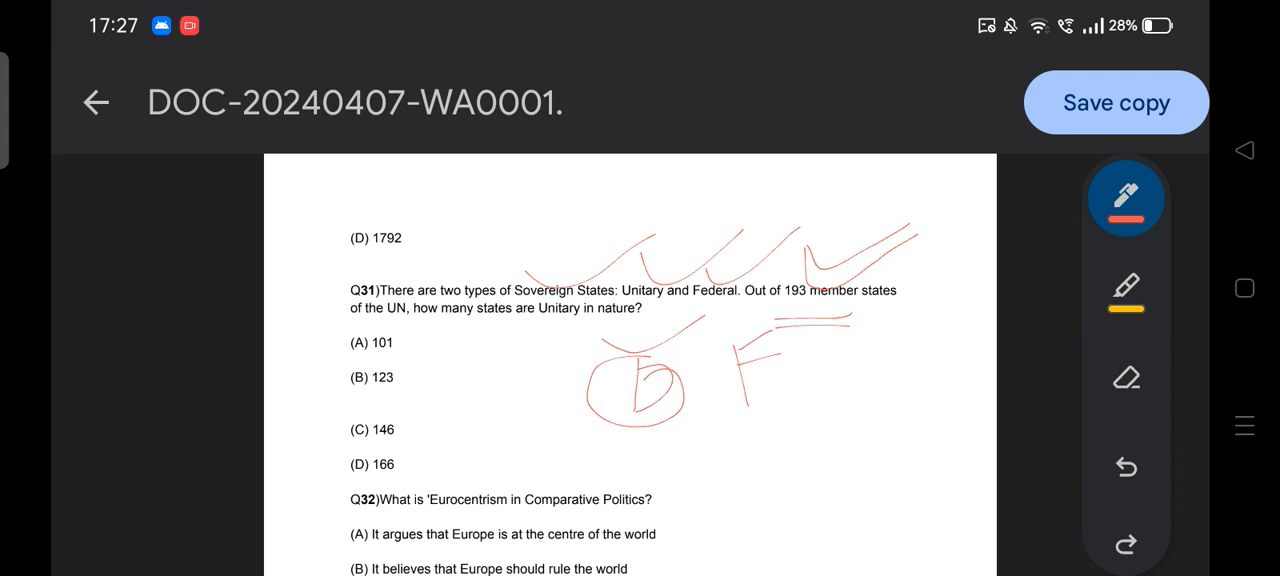 17:27
28%
DOC-20240407-WA0001.
Save copy
(D) 1792
Q31)There are two types of Sovereign States: Unitary and Federal. Out of 193 member states
of the UN, how many states are Unitary in nature?
(A) 101
(B) 123
D F
(C) 146
(D) 166
Q32)What is 'Eurocentrism in Comparative Politics?
(A) It argues that Europe is at the centre of the world
(B) It believes that Europe should rule the world